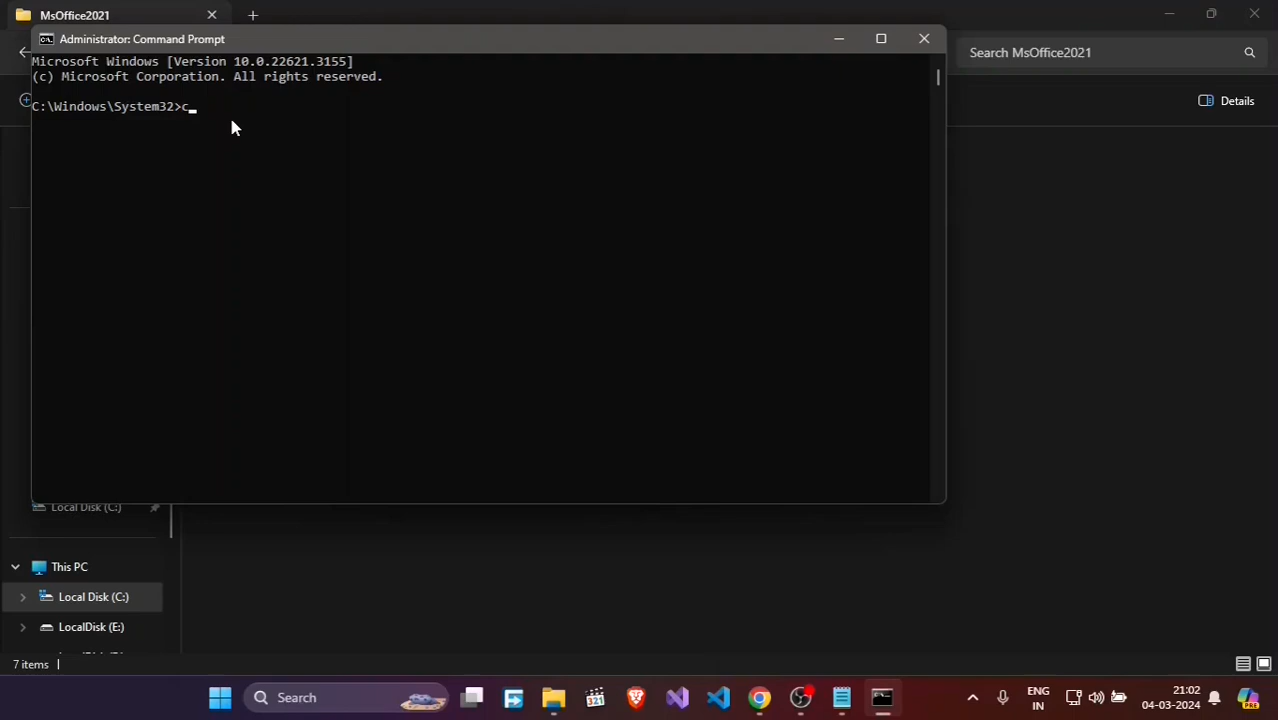 MsOffice2021
Administrator: Command Prompt
Search MsOffice2021
Microsoft Windows [Version 10.0.22621.3155]
(c) Microsoft Corporation. All rights reserved.
Details
C:\Windows\System32>c_
Local Disk (C:)
This PC
Local Disk (C:)
LocalDisk (E:)
7 items
Search
ENG
IN
21:02
04-03-2024
PRE